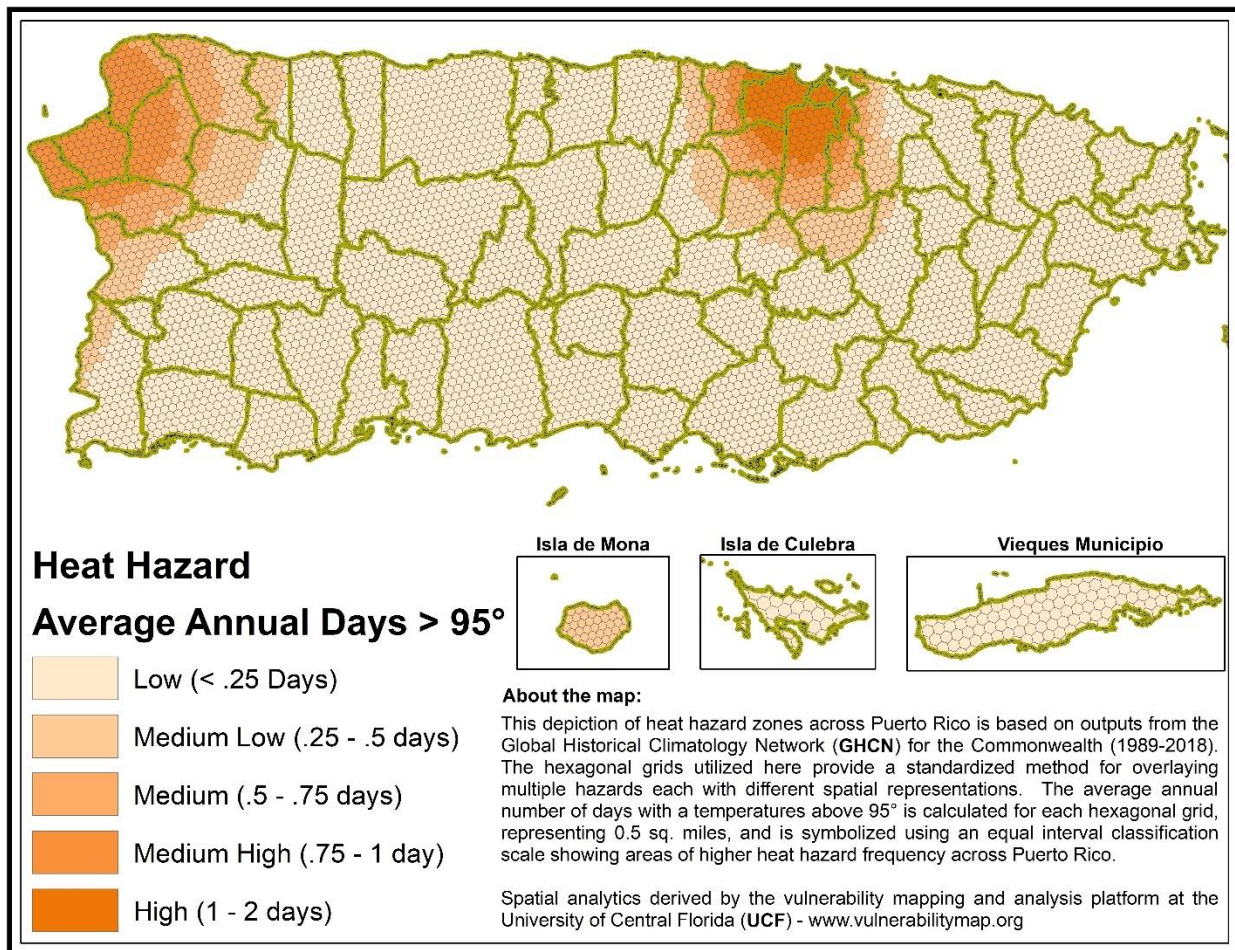 Isla de Mona
Isla de Culebra
Vieques Municipio
Heat Hazard
Average Annual Days > 95°
Low (< .25 Days)
Medium Low (.25 - .5 days)
Medium (.5 - .75 days)
Medium High (.75 - 1 day)
High (1 - 2 days)
About the map:
This depiction of heat hazard zones across Puerto Rico is based on outputs from the
Global Historical Climatology Network (GHCN) for the Commonwealth (1989-2018).
The hexagonal grids utilized here provide a standardized method for overlaying
multiple hazards each with different spatial representations. The average annual
number of days with a temperatures above 95° is calculated for each hexagonal grid,
representing 0.5 sq. miles, and is symbolized using an equal interval classification
scale showing areas of higher heat hazard frequency across Puerto Rico.
Spatial analytics derived by the vulnerability mapping and analysis platform at the
University of Central Florida (UCF) - www.vulnerabilitymap.org